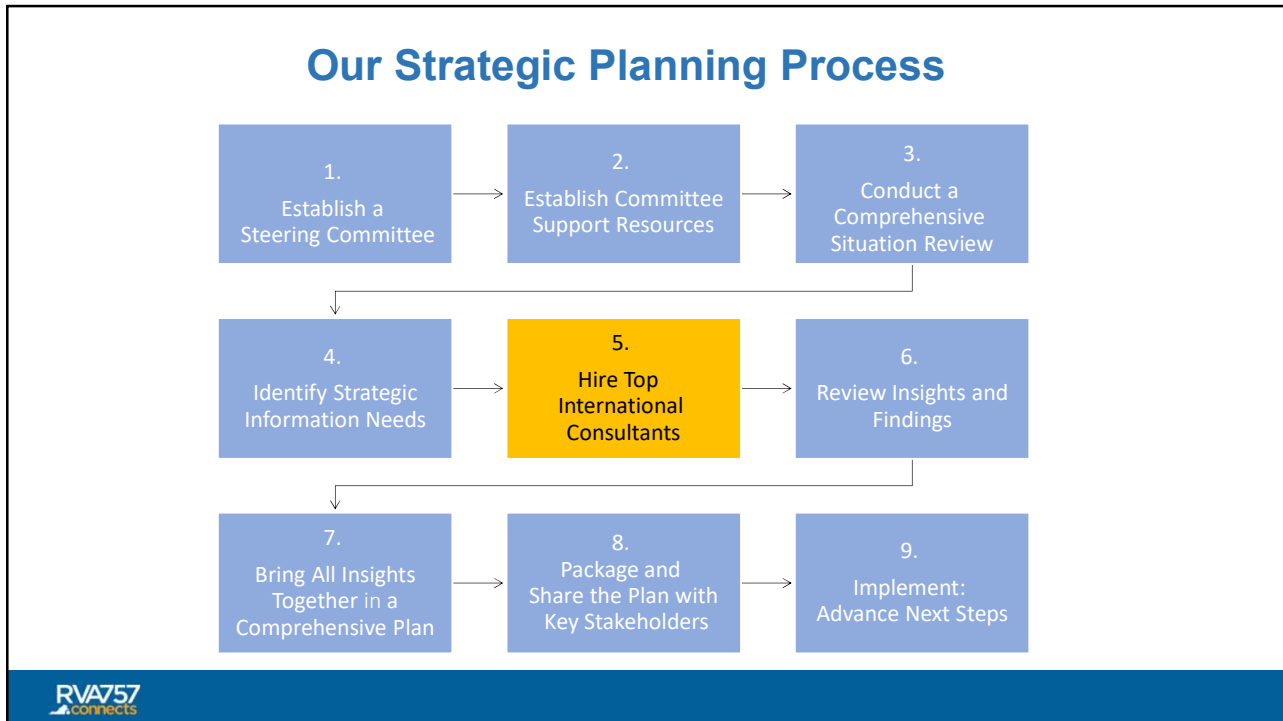 Our Strategic Planning Process
1.
Establish a
Steering Committee
2.
Establish Committee
Support Resources
3.
Conduct a
Comprehensive
Situation Review
4.
Identify Strategic
Information Needs
5.
Hire Top
International
Consultants
6.
Review Insights and
Findings
7.
Bring All Insights
Together in a
Comprehensive Plan
8.
Package and
Share the Plan with
Key Stakeholders
9.
Implement:
Advance Next Steps
RVA757
connects